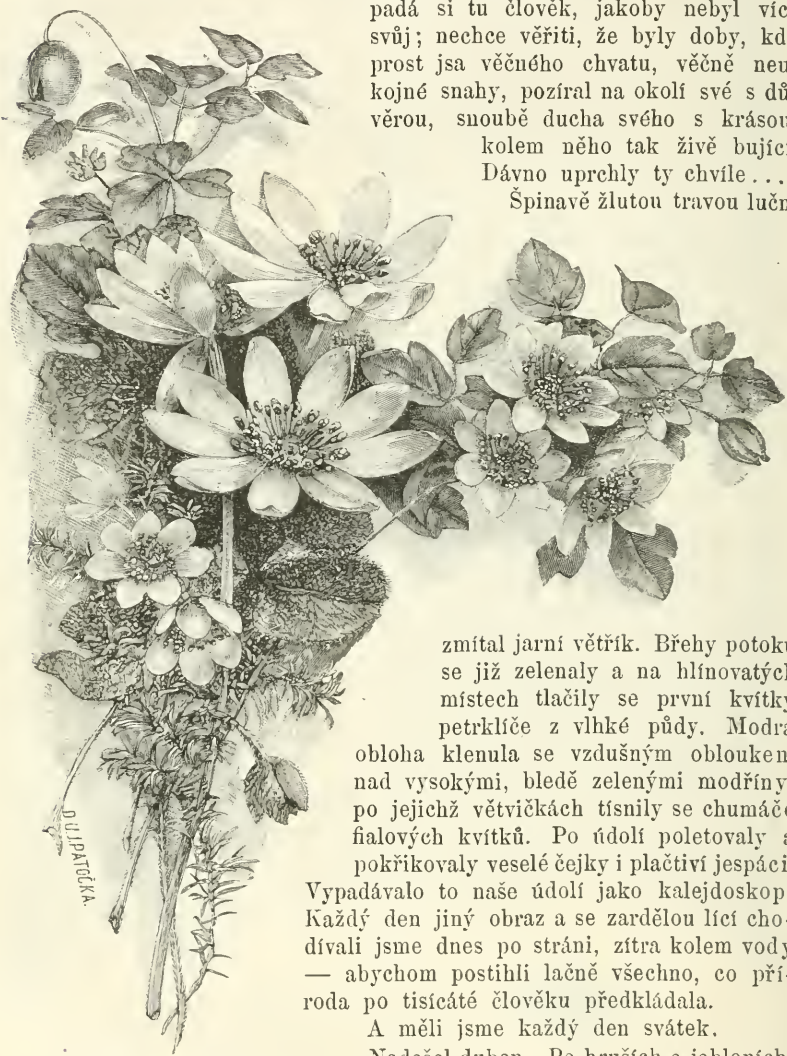 padá si tu člověk, jakoby nebyl víc
svůj; nechce věřiti, že byly doby, kd
prost jsa věčného chvatu, věčně neu
kojné snahy, pozíral na okolí své s dů
věrou, snoubě ducha svého s krásou
kolem něho tak živě bující
Dávno uprchly ty chvíle ...
Špinavě žlutou travou lučn
zmítal jarní větřík. Břehy potoků
se již zelenaly a na hlínovatých
místech tlačily se první kvítky
petrklíče z vlhké půdy. Modrá
obloha klenula se vzdušným obloukem
nad vysokými, bledě zelenými modříny,
po jejichž větvičkách tísnily se chumáče
fialových kvítků. Po údolí poletovaly a
pokřikovaly veselé čejky i plačtiví jespáci.
Vypadávalo to naše údolí jako kalejdoskop.
Každý den jiný obraz a se zardělou lící cho-
dívali jsme dnes po stráni, zítra kolem vody
— abychom postihli lačně všechno, co pří-
roda po tisícáté člověku předkládala.
A měli jsme každý den svátek.
DUJPATOČKA.